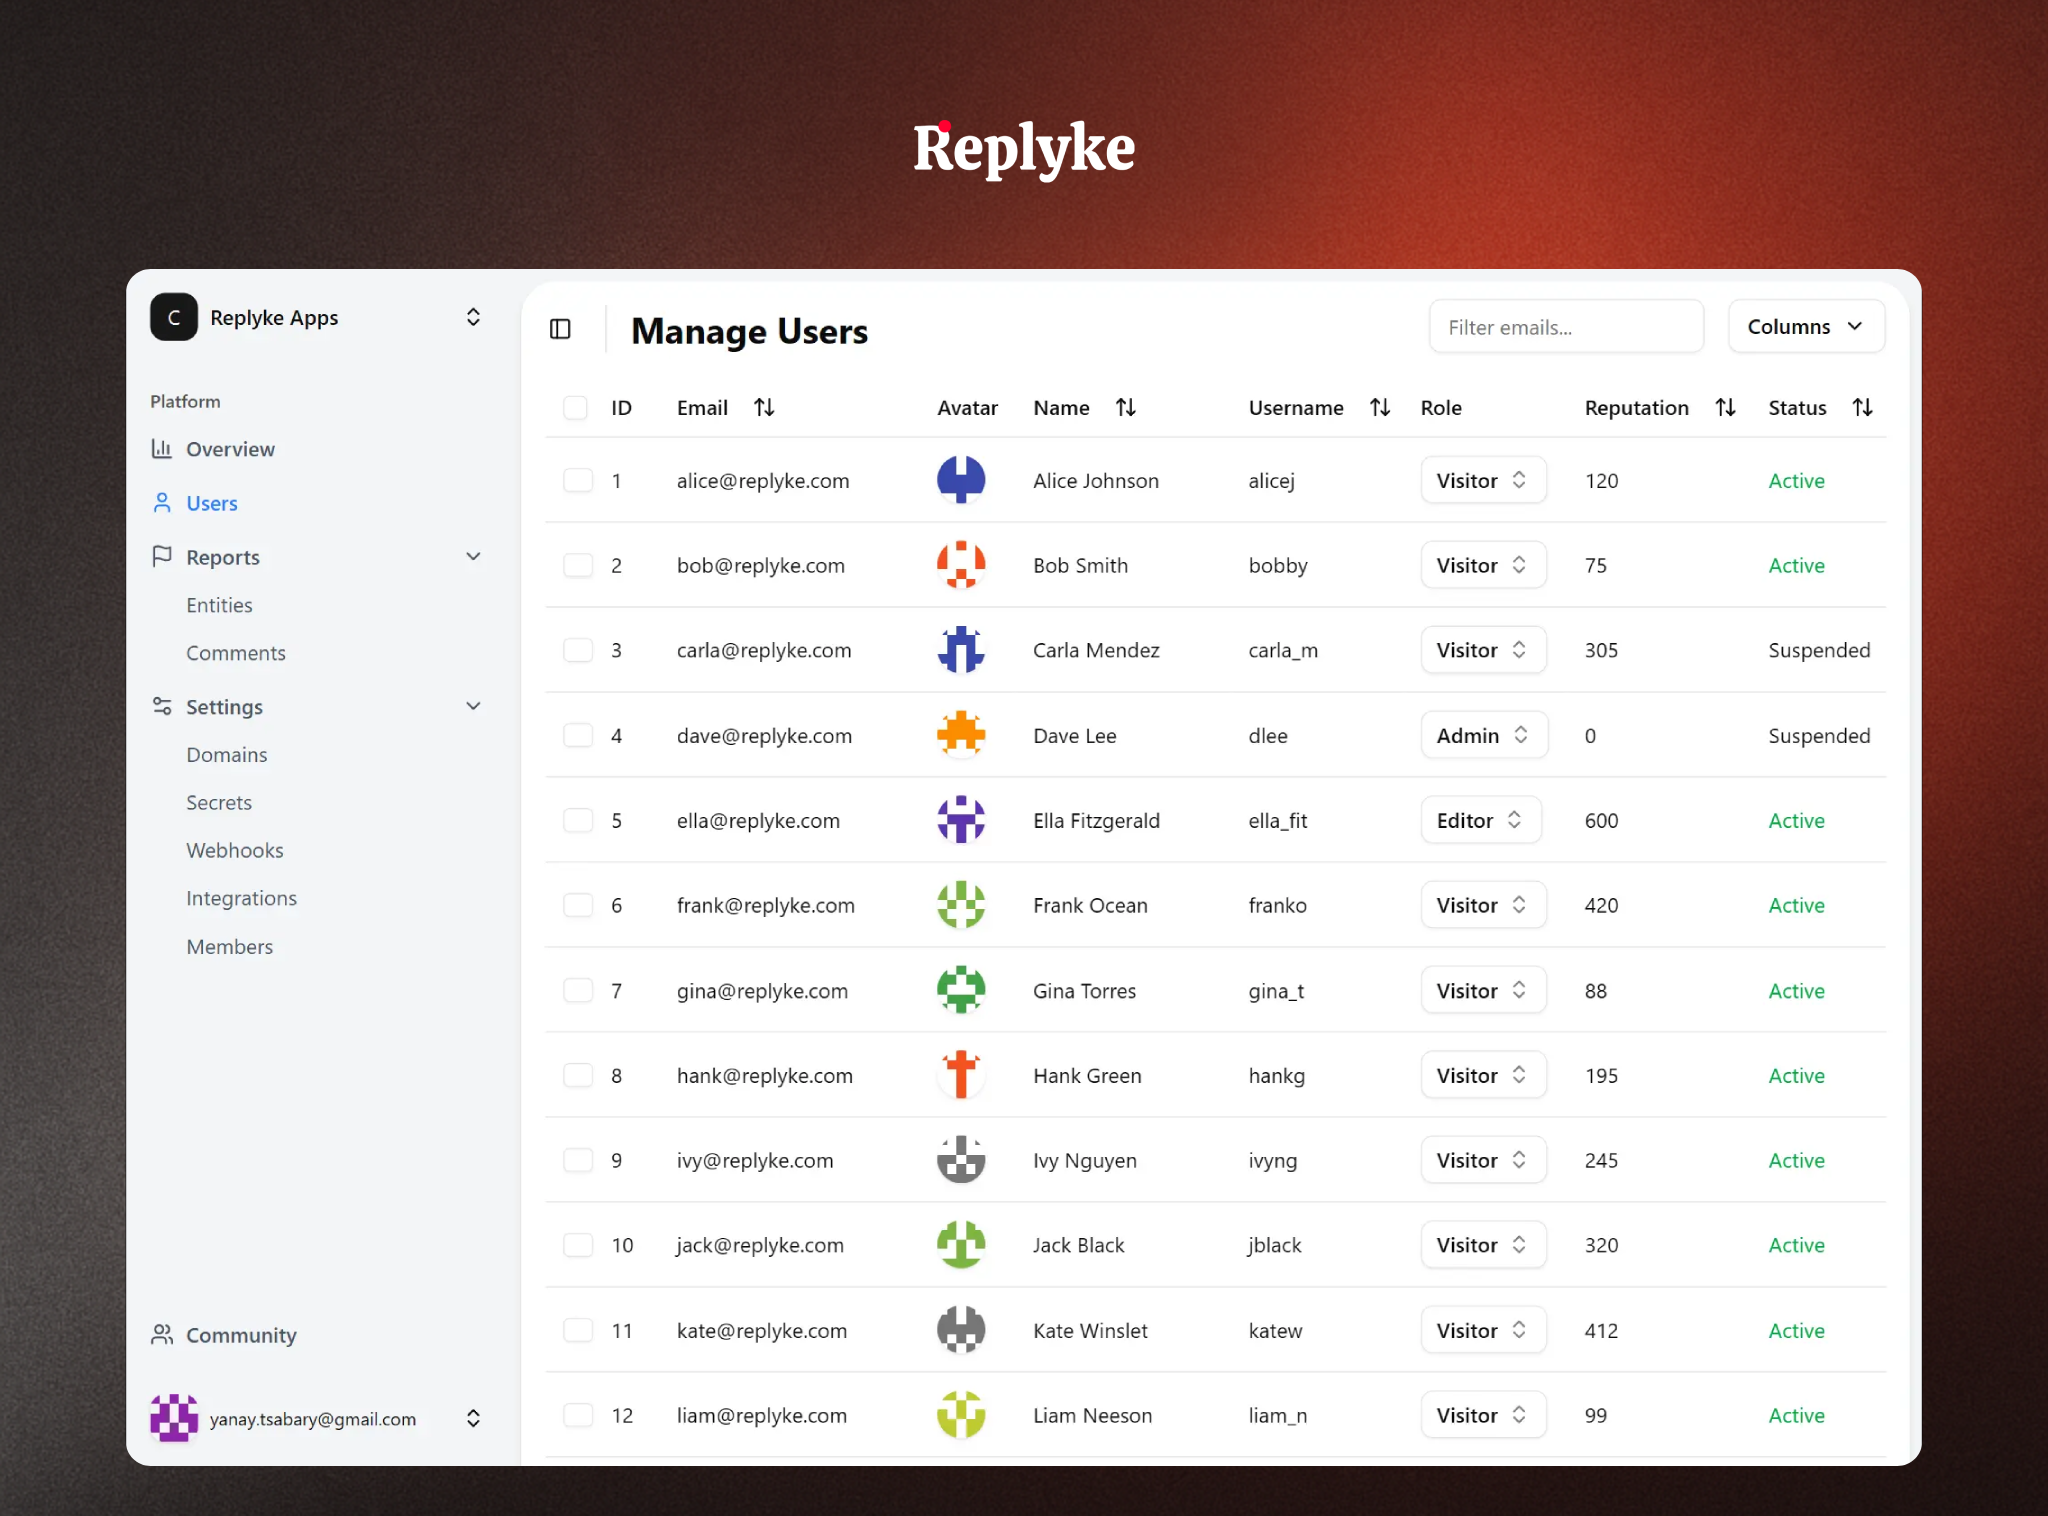 Replyke
C Replyke Apps
Platform
Overview
Users
Reports
Entities
Comments
Settings
Domains
Secrets
Webhooks
Integrations
Members
Community
yanay.tsabary@gmail.com
Manage Users
Filter emails...
Columns
ID Email Avatar Name Username Role Reputation Status
1 alice@replyke.com Alice Johnson alicej Visitor 120 Active
2 bob@replyke.com Bob Smith bobby Visitor 75 Active
3 carla@replyke.com Carla Mendez carla_m Visitor 305 Suspended
4 dave@replyke.com Dave Lee dlee Admin 0 Suspended
5 ella@replyke.com Ella Fitzgerald ella_fit Editor 600 Active
6 frank@replyke.com Frank Ocean franko Visitor 420 Active
7 gina@replyke.com Gina Torres gina_t Visitor 88 Active
8 hank@replyke.com Hank Green hankg Visitor 195 Active
9 ivy@replyke.com Ivy Nguyen ivyng Visitor 245 Active
10 jack@replyke.com Jack Black jblack Visitor 320 Active
11 kate@replyke.com Kate Winslet katew Visitor 412 Active
12 liam@replyke.com Liam Neeson liam_n Visitor 99 Active